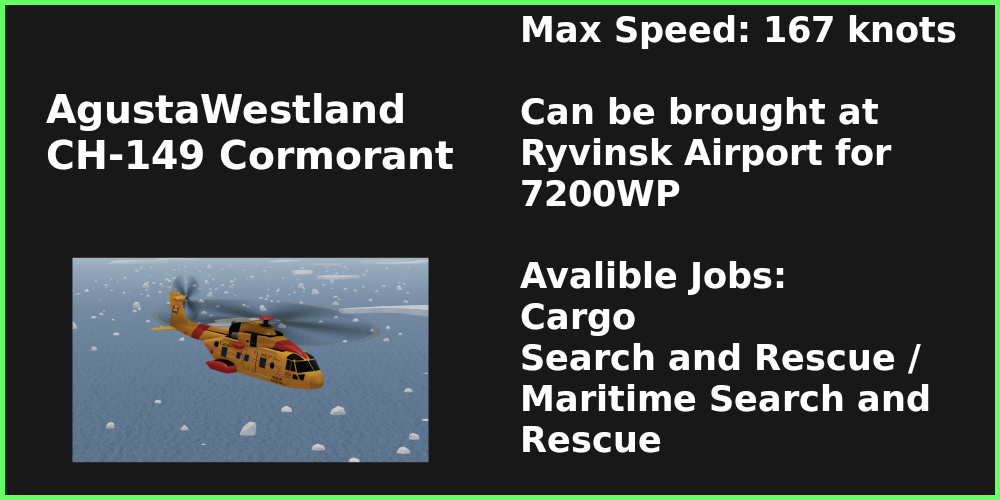 AgustaWestland
CH-149 Cormorant
Max Speed: 167 knots
Can be brought at
Ryvinsk Airport for
7200WP
Avalible Jobs:
Cargo
Search and Rescue /
Maritime Search and
Rescue